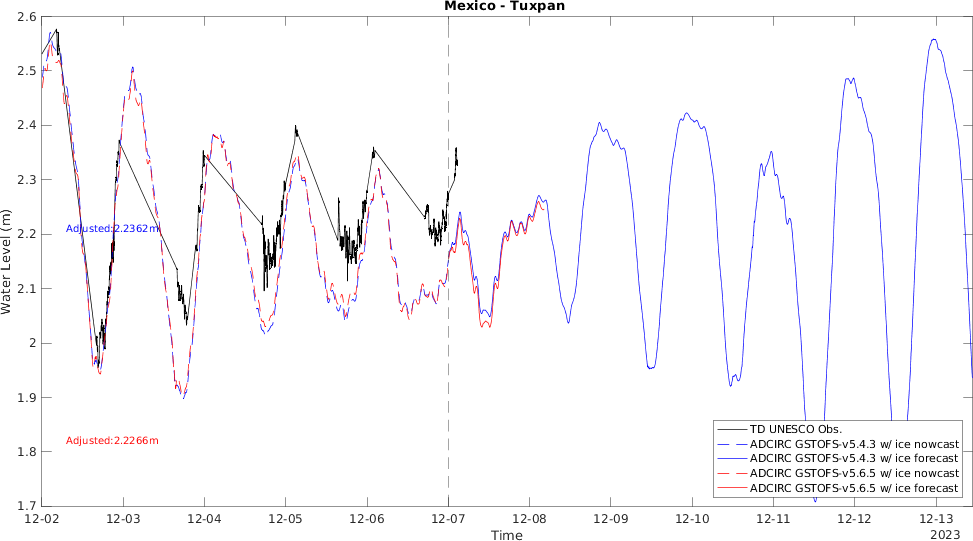 Mexico - Tuxpan
2.6
2.5
2.4
2.3
2.2
2.1
2
1.9
1.8
1.7
Water Level (m)
Adjusted:2.2362m
Adjusted:2.2266m
TD UNESCO Obs.
ADCIRC GSTOFS-v5.4.3 w/ ice nowcast
ADCIRC GSTOFS-v5.4.3 w/ ice forecast
ADCIRC GSTOFS-v5.6.5 w/ ice nowcast
ADCIRC GSTOFS-v5.6.5 w/ ice forecast
12-02 12-03 12-04 12-05 12-06 12-07 12-08 12-09 12-10 12-11 12-12 12-13
Time
2023